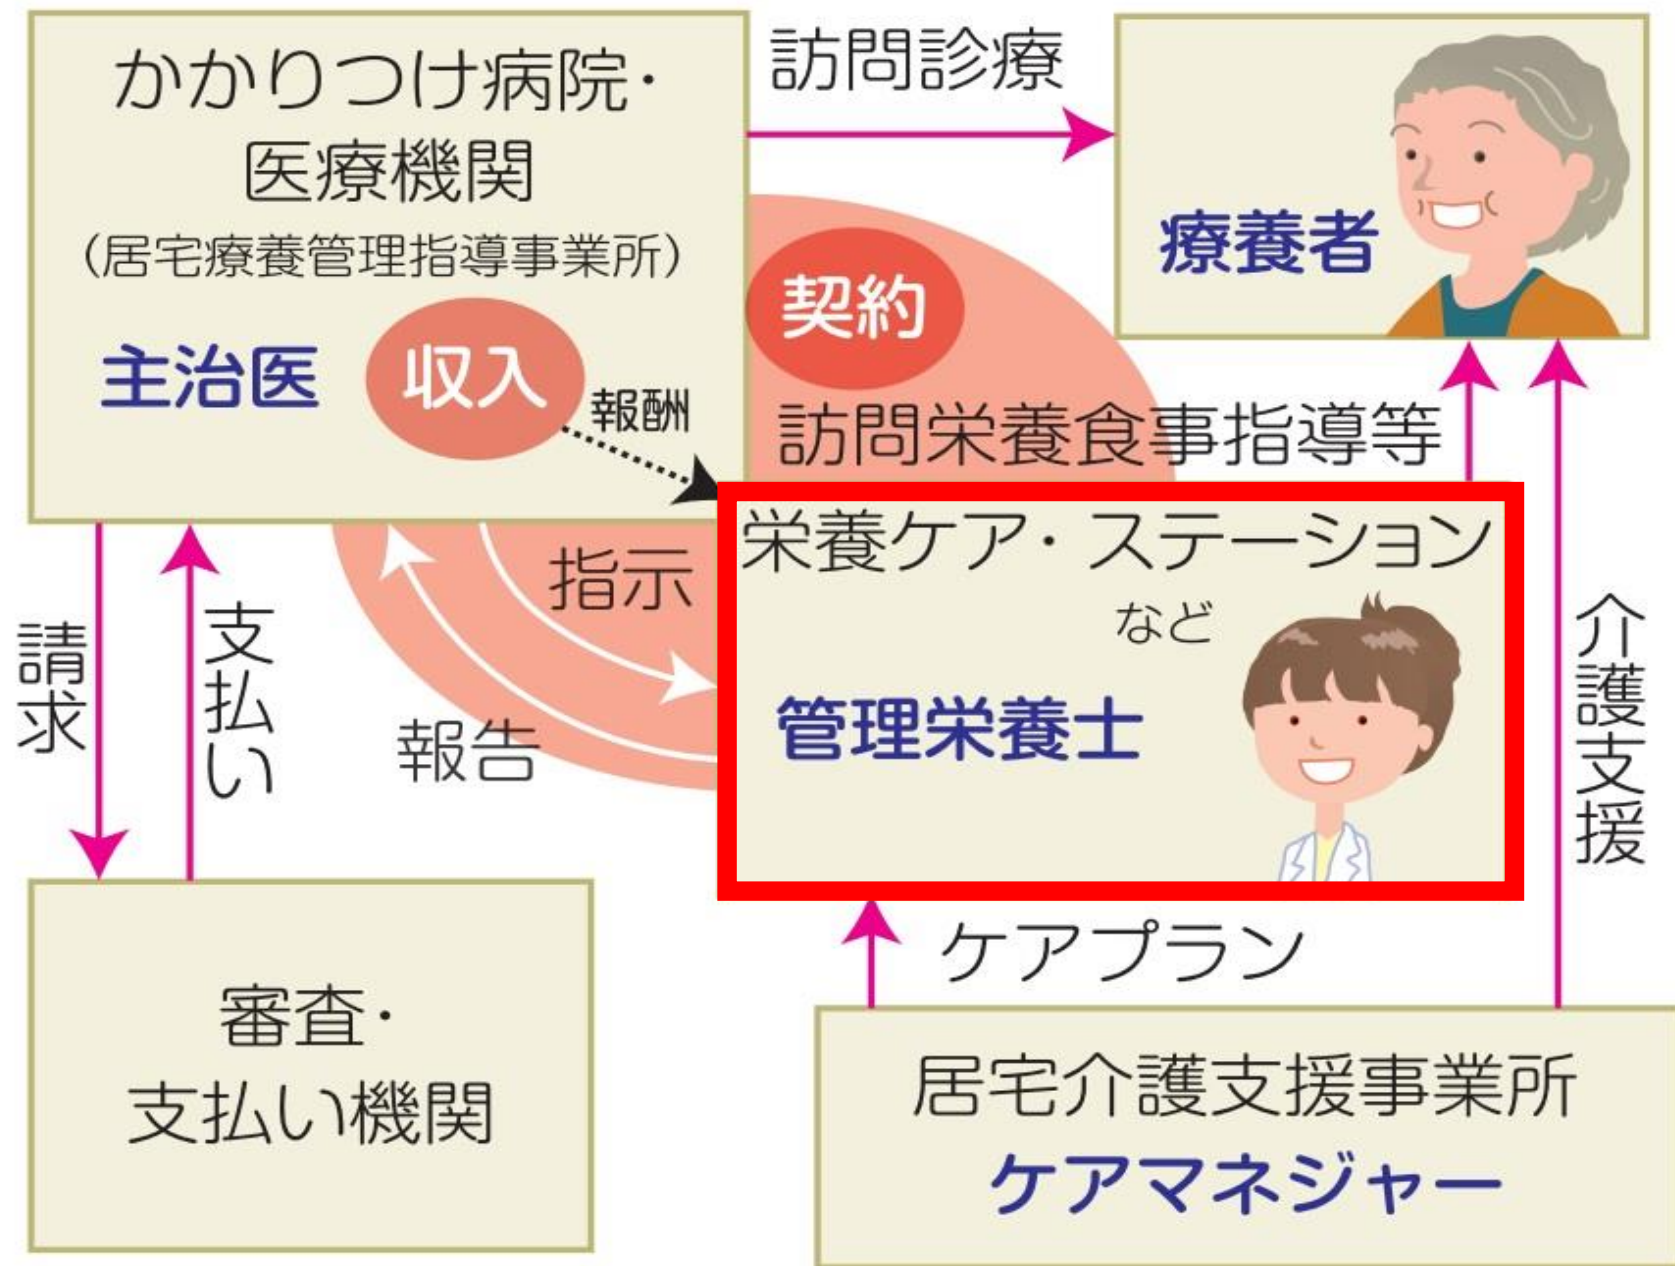 かかりつけ病院・
医療機関
(居宅療養管理指導事業所)
主治医
収入
報酬
訪問診療
療養者
契約
訪問栄養食事指導等
栄養ケア・ステーション
など
管理栄養士
指示
報告
請求
支払い
介護支援
ケアプラン
審査・
支払い機関
居宅介護支援事業所
ケアマネジャー